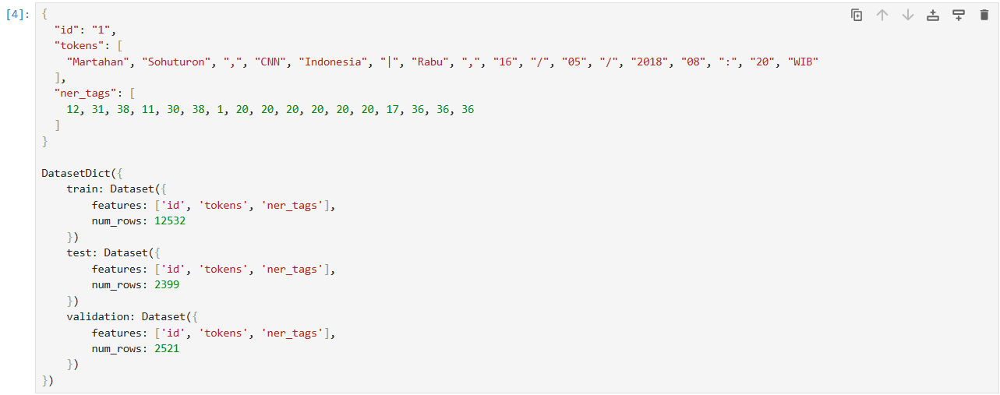 [4]: {
"id": "1",
"tokens": [
"Martahan", "Sohuturon", ",", "CNN", "Indonesia", "|", "Rabu", ",", "16", "/", "05", "/", "2018", "08", ":", "20", "WIB"
],
"ner_tags": [
12, 31, 38, 11, 30, 38, 1, 20, 20, 20, 20, 20, 20, 17, 36, 36, 36
]
}
DatasetDict({
train: Dataset({
features: ['id', 'tokens', 'ner_tags'],
num_rows: 12532
})
test: Dataset({
features: ['id', 'tokens', 'ner_tags'],
num_rows: 2399
})
validation: Dataset({
features: ['id', 'tokens', 'ner_tags'],
num_rows: 2521
})
})